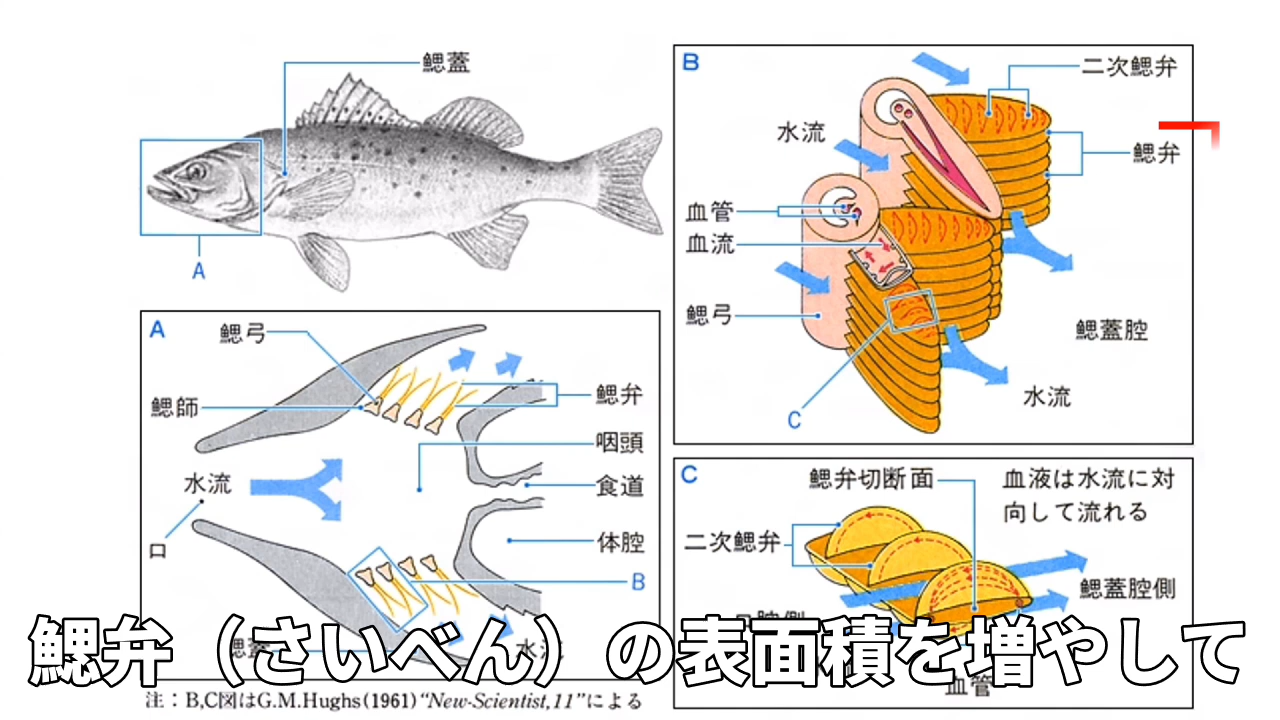 鰓蓋
A
A
鰓弓
鰓師
鰓弁
咽頭
食道
水流
口
体腔
B
水流
B
二次鰓弁
水流
鰓弁
血管
血流
鰓弓
鰓蓋腔
水流
C
C
鰓弁切断面
血液は水流に対
向して流れる
二次鰓弁
鰓蓋腔側
血管
鰓弁（さいべん）の表面積を増やして
注：B,C図はG.M.Hughs(1961)“New-Scientist,11”による